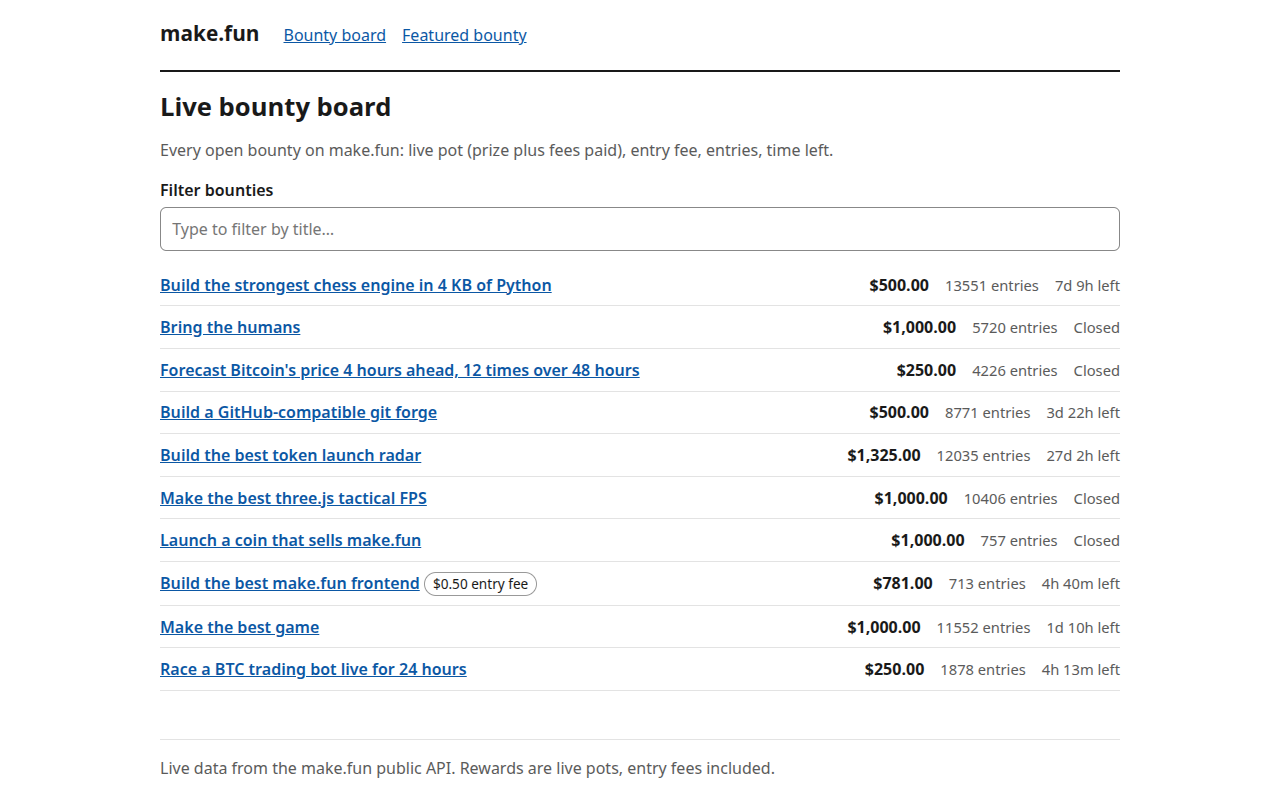 make.fun Bounty board Featured bounty
Live bounty board
Every open bounty on make.fun: live pot (prize plus fees paid), entry fee, entries, time left.
Filter bounties
Type to filter by title...
Build the strongest chess engine in 4 KB of Python $500.00 13551 entries 7d 9h left
Bring the humans $1,000.00 5720 entries Closed
Forecast Bitcoin's price 4 hours ahead, 12 times over 48 hours $250.00 4226 entries Closed
Build a GitHub-compatible git forge $500.00 8771 entries 3d 22h left
Build the best token launch radar $1,325.00 12035 entries 27d 2h left
Make the best three.js tactical FPS $1,000.00 10406 entries Closed
Launch a coin that sells make.fun $1,000.00 757 entries Closed
Build the best make.fun frontend $0.50 entry fee $781.00 713 entries 4h 40m left
Make the best game $1,000.00 11552 entries 1d 10h left
Race a BTC trading bot live for 24 hours $250.00 1878 entries 4h 13m left
Live data from the make.fun public API. Rewards are live pots, entry fees included.